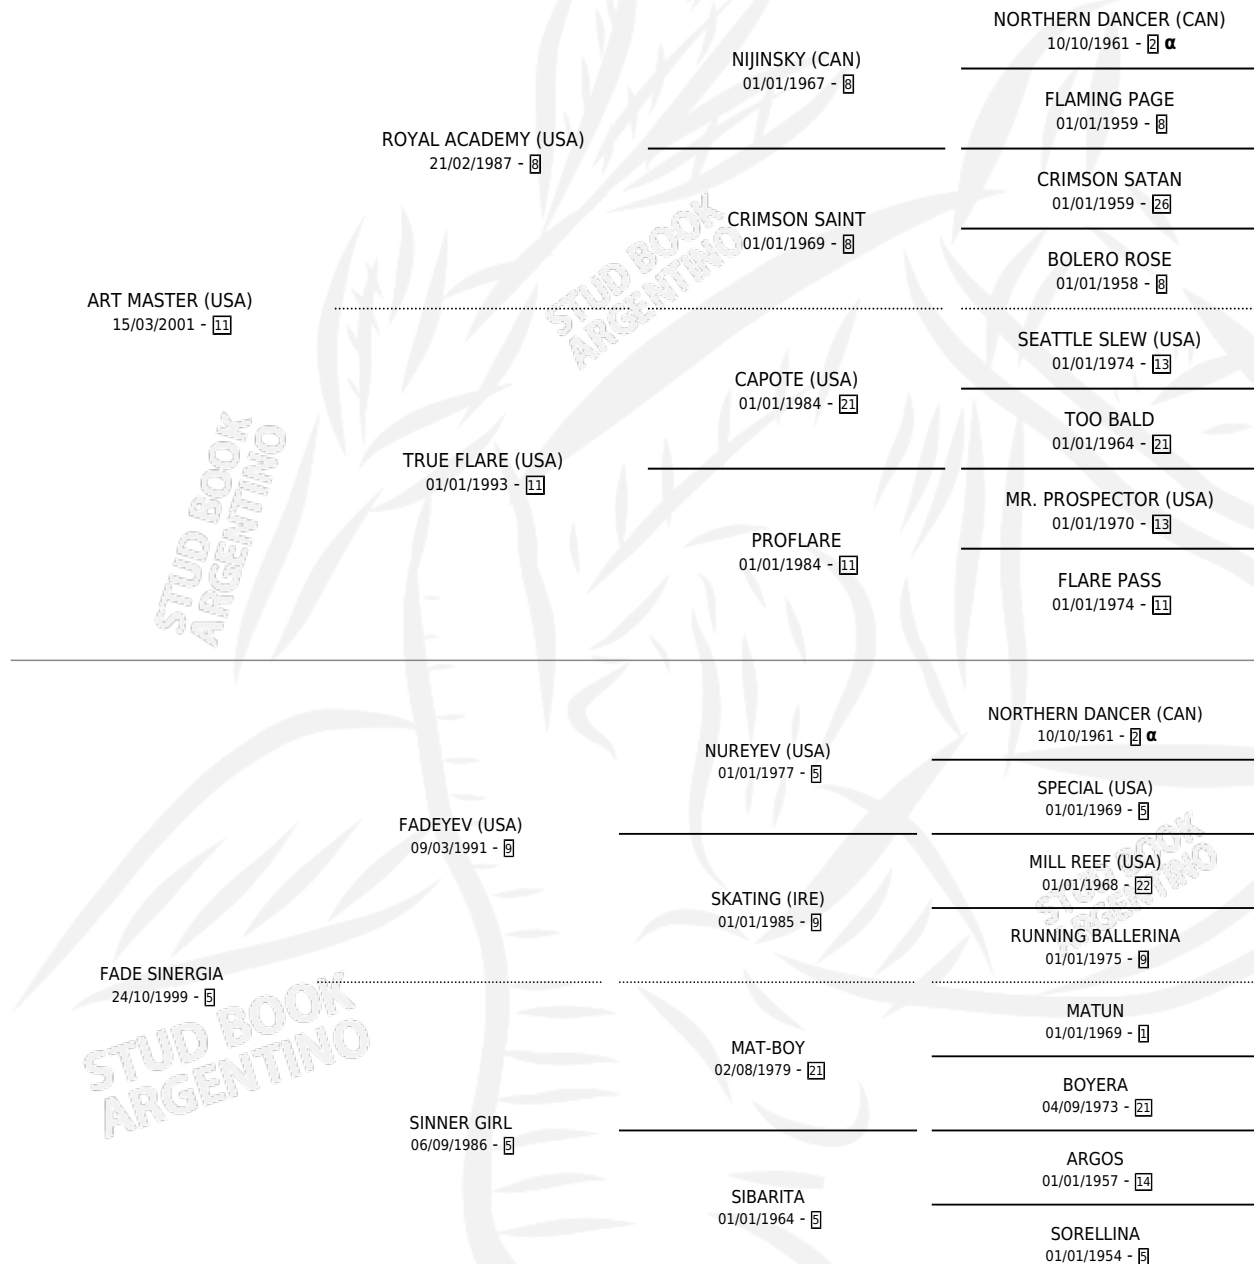 NORTHERN DANCER (CAN)
10/10/1961 - 2 α
NIJINSKY (CAN)
01/01/1967 - 8
FLAMING PAGE
01/01/1959 - 8
ROYAL ACADEMY (USA)
21/02/1987 - 8
CRIMSON SATAN
01/01/1959 - 26
CRIMSON SAINT
01/01/1969 - 8
BOLERO ROSE
01/01/1958 - 8
STUD BOOK
ARGENTINO
ART MASTER (USA)
15/03/2001 - 11
SEATTLE SLEW (USA)
01/01/1974 - 13
CAPOTE (USA)
01/01/1984 - 21
TOO BALD
01/01/1964 - 21
TRUE FLARE (USA)
01/01/1993 - 11
MR. PROSPECTOR (USA)
01/01/1970 - 13
PROFLARE
01/01/1984 - 11
FLARE PASS
01/01/1974 - 11
STUD BOOK
ARGENTINO
NORTHERN DANCER (CAN)
10/10/1961 - 2 α
NUREYEV (USA)
01/01/1977 - 5
SPECIAL (USA)
01/01/1969 - 5
FADEYEV (USA)
09/03/1991 - 9
MILL REEF (USA)
01/01/1968 - 22
STUD BOOK
ARGENTINO
SKATING (IRE)
01/01/1985 - 9
RUNNING BALLERINA
01/01/1975 - 9
FADE SINERGIA
24/10/1999 - 5
STUD BOOK
ARGENTINO
MATUN
01/01/1969 - 1
MAT-BOY
02/08/1979 - 21
BOYERA
04/09/1973 - 21
SINNER GIRL
06/09/1986 - 5
ARGOS
01/01/1957 - 14
SIBARITA
01/01/1964 - 5
SORELLINA
01/01/1954 - 5